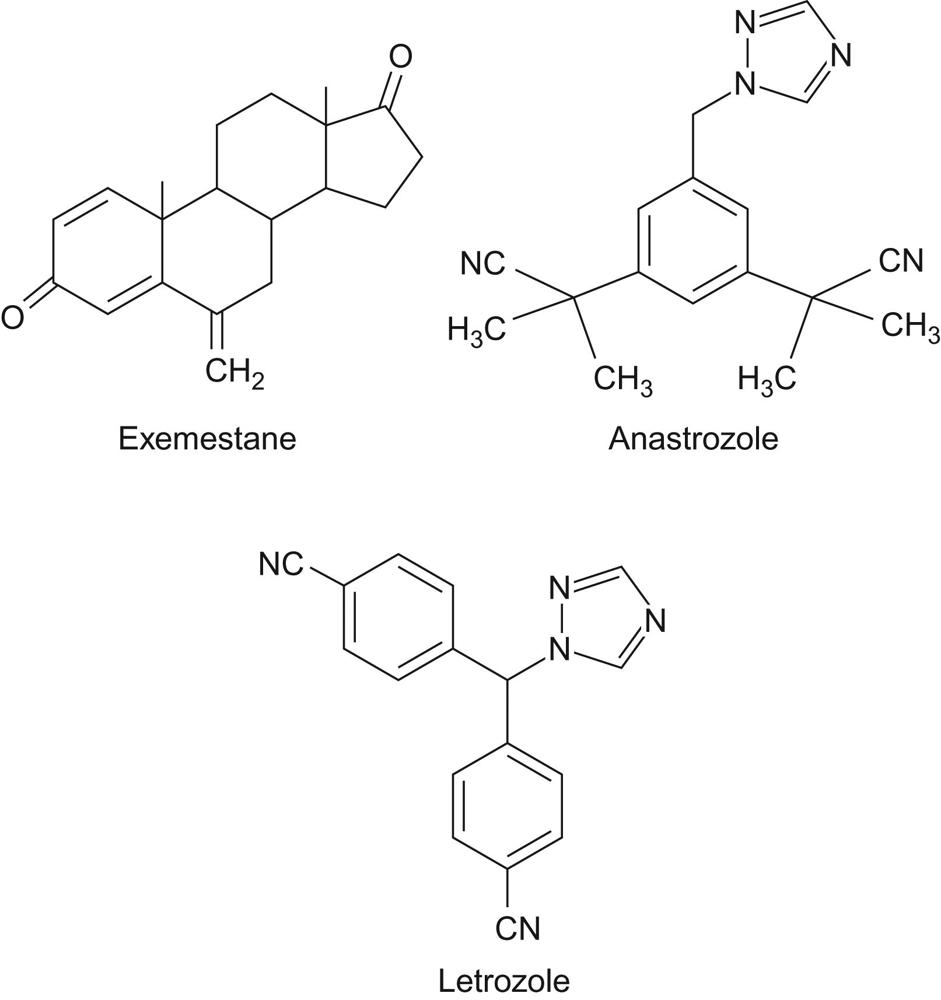 O
O
CH2
Exemestane
N
N
N
NC
CN
H3C
CH3
CH3
H3C
Anastrozole
NC
N
N
N
CN
Letrozole